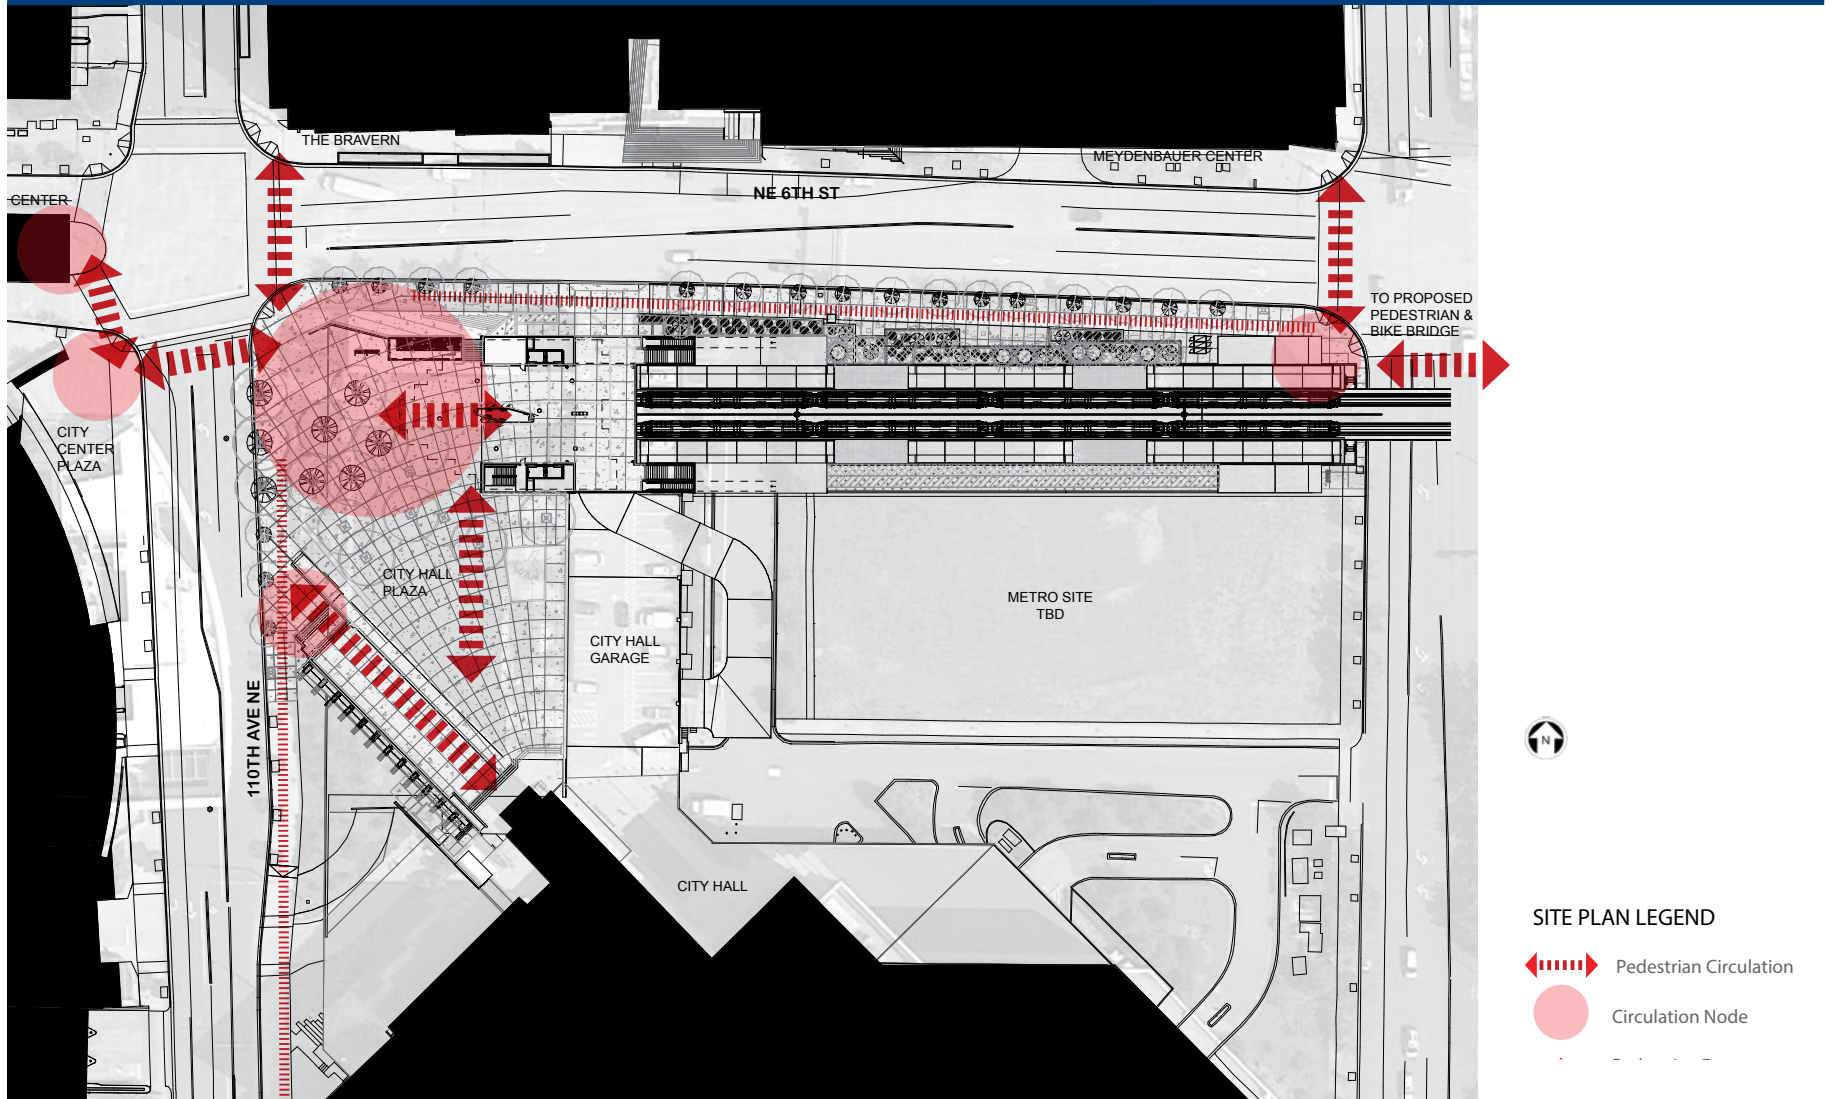 THE BRAVERN
MEYDENBAUER CENTER
CENTER
NE 6TH ST
TO PROPOSED
PEDESTRIAN &
BIKE BRIDGE
CITY
CENTER
PLAZA
CITY HALL
PLAZA
METRO SITE
TBD
CITY HALL
GARAGE
110TH AVE NE
N
CITY HALL
SITE PLAN LEGEND
Pedestrian Circulation
Circulation Node